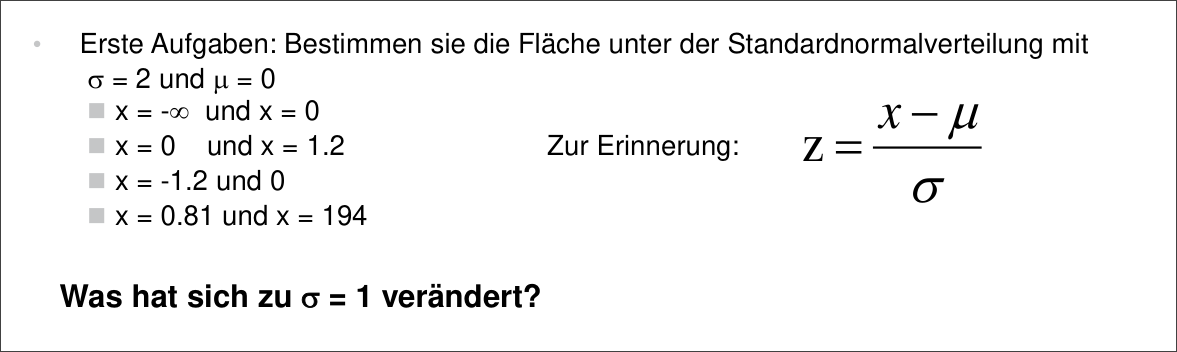 • Erste Aufgaben: Bestimmen sie die Fläche unter der Standardnormalverteilung mit
σ = 2 und μ = 0
x = -∞ und x = 0
x = 0 und x = 1.2
x = -1.2 und 0
x = 0.81 und x = 194
Zur Erinnerung: z = (x − μ) / σ
Was hat sich zu σ = 1 verändert?